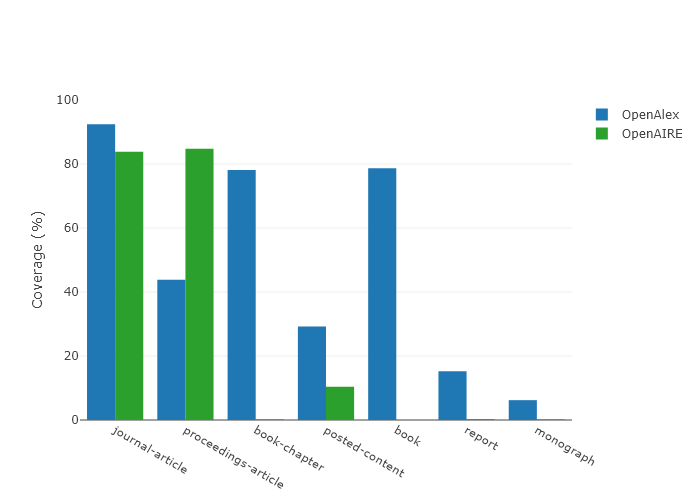 100
80
60
40
20
0
Coverage (%)
journal-article
proceedings-article
book-chapter
posted-content
book
report
monograph
OpenAlex
OpenAIRE